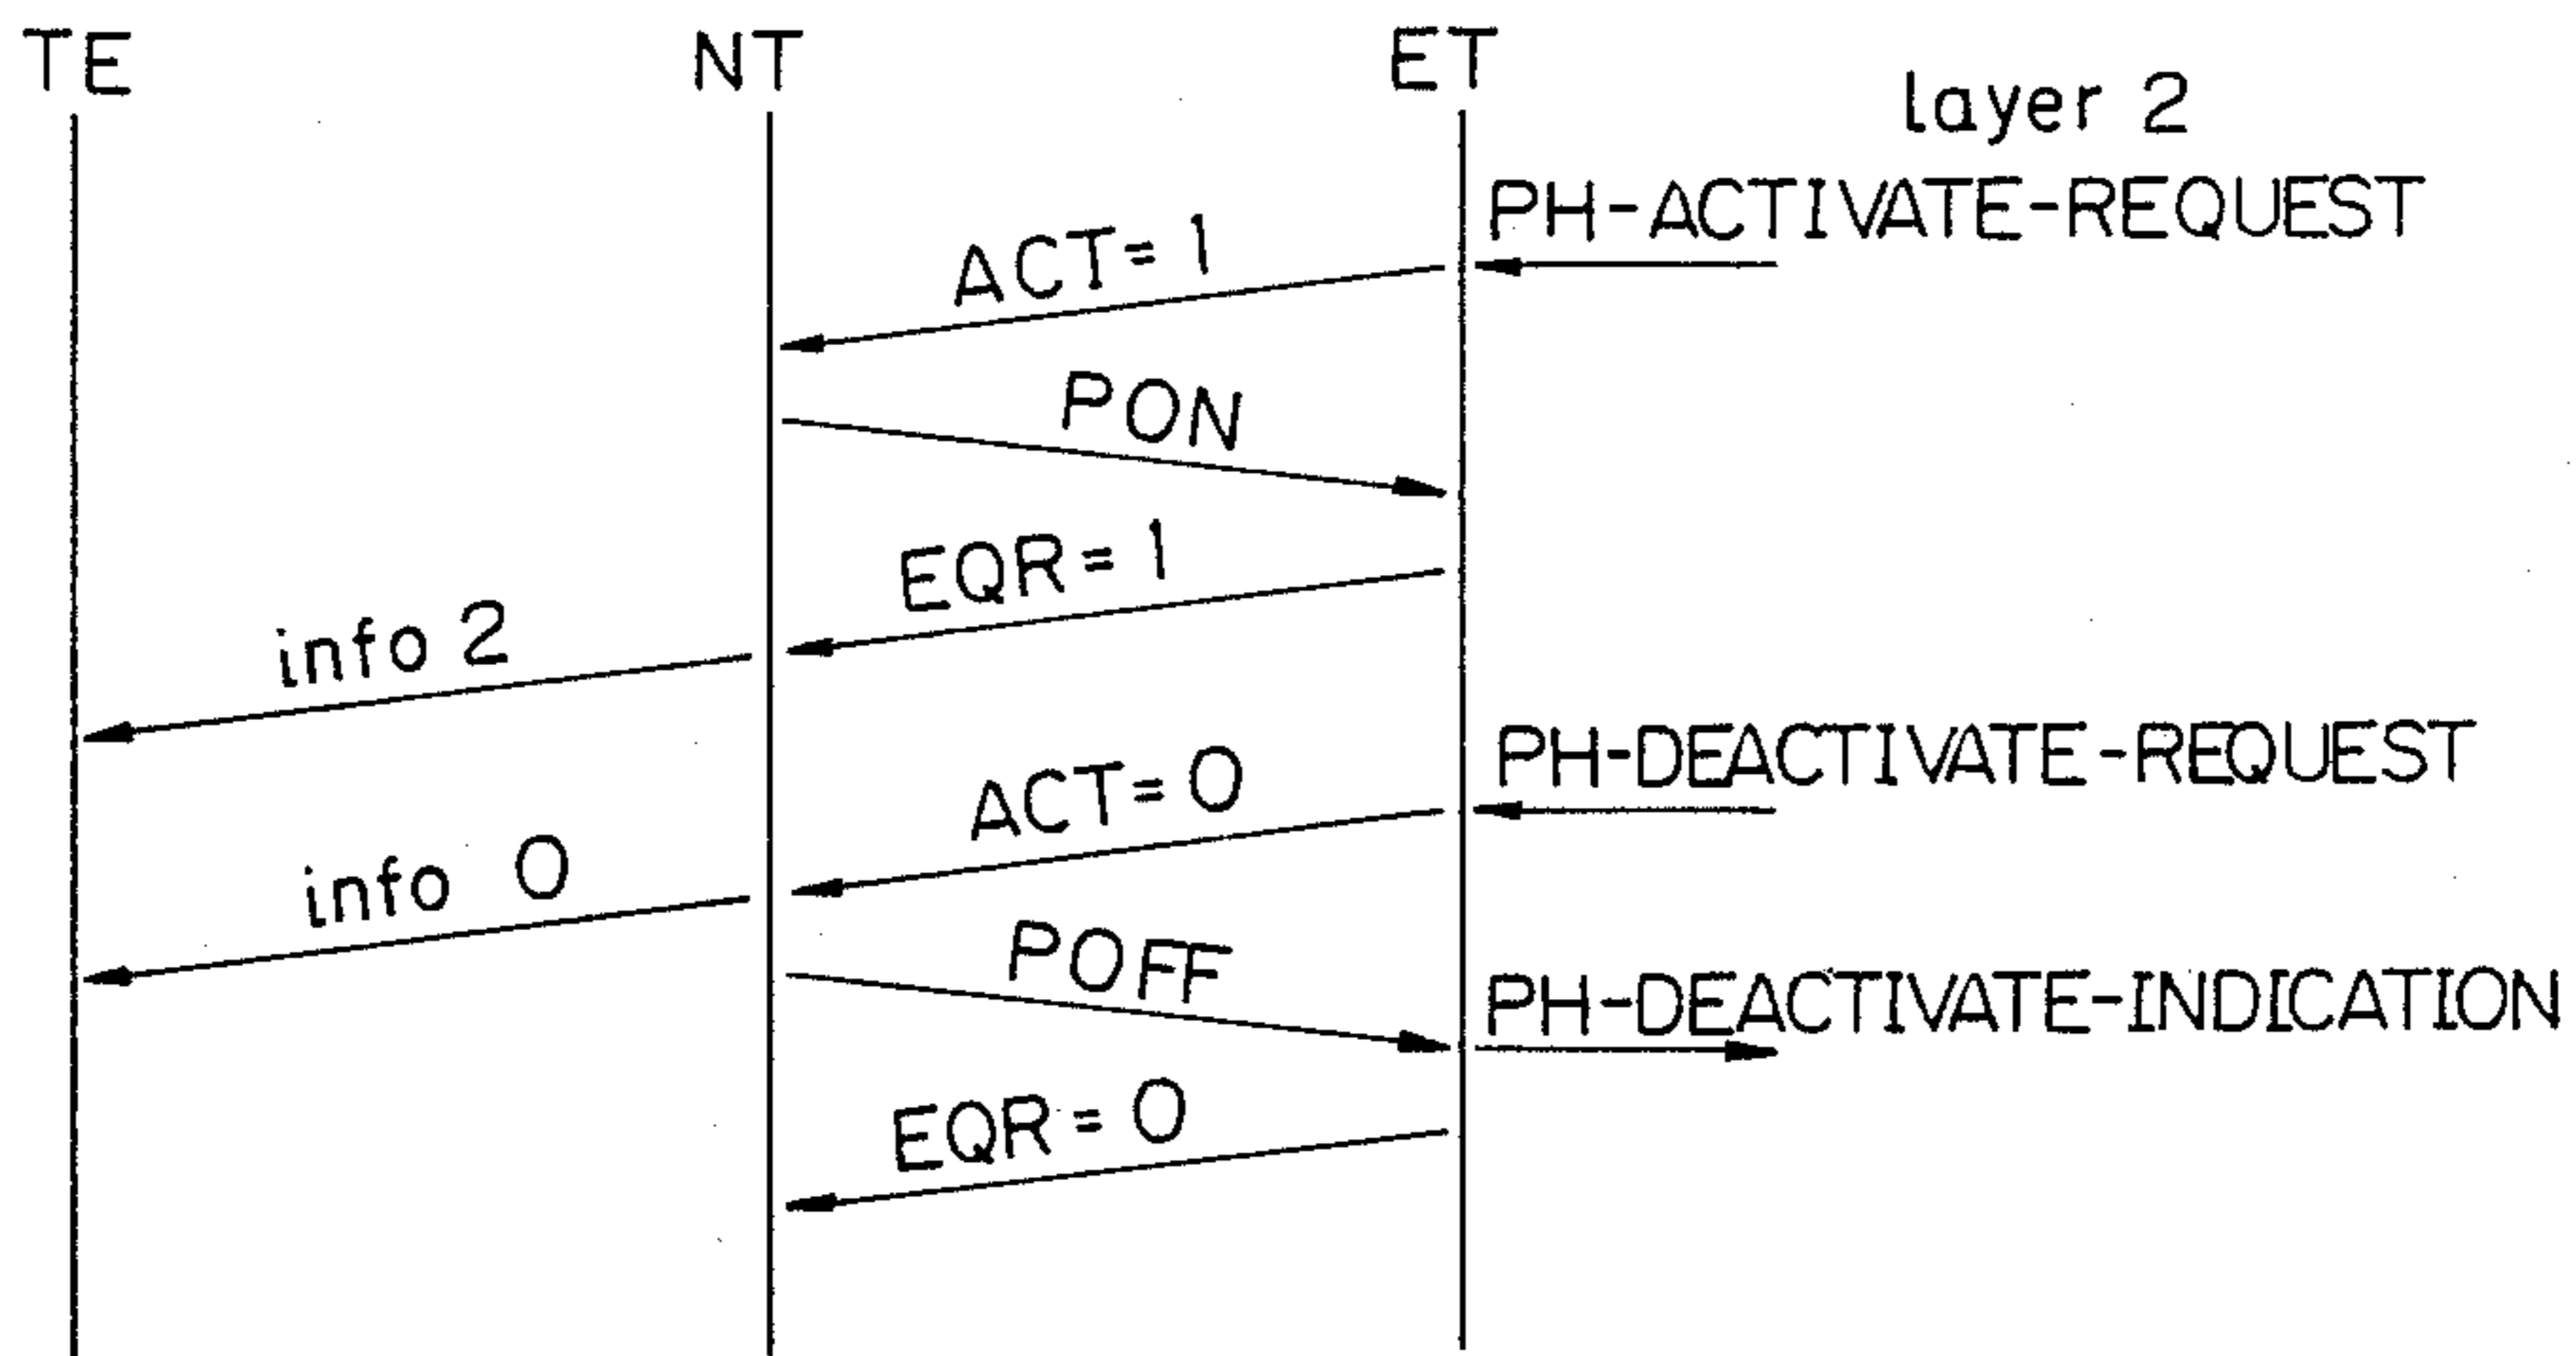 TE
NT
ET
layer 2
PH-ACTIVATE-REQUEST
ACT=1
PON
EQR=1
info 2
PH-DEACTIVATE-REQUEST
ACT=0
info 0
POFF
PH-DEACTIVATE-INDICATION
EQR=0